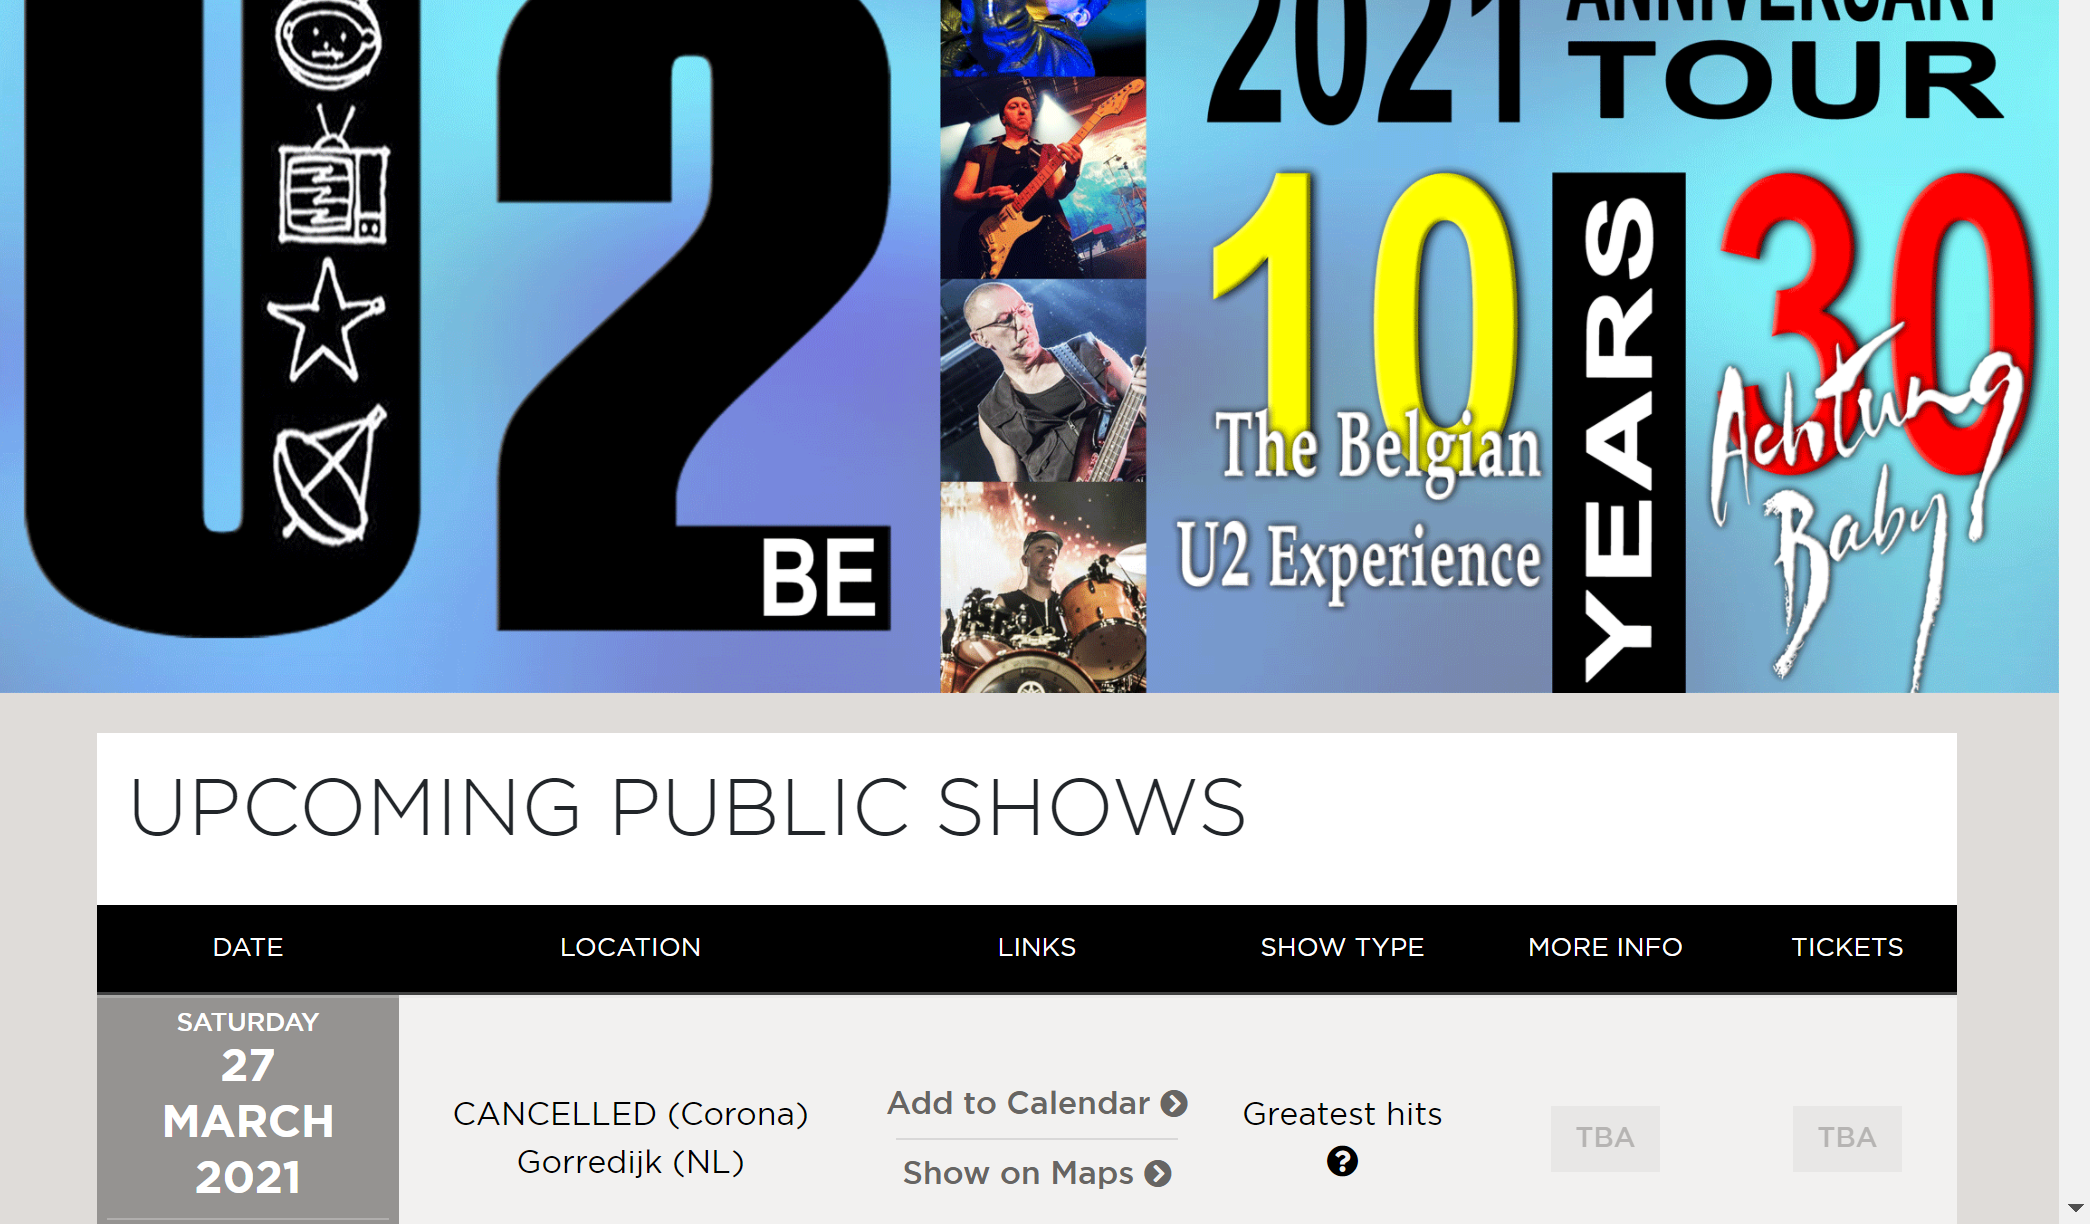 U2
BE
2021
ANNIVERSARY
TOUR
10
YEARS
30
The Belgian
U2 Experience
Achtung
Baby
UPCOMING PUBLIC SHOWS
DATE LOCATION LINKS SHOW TYPE MORE INFO TICKETS
SATURDAY
27
MARCH
2021
CANCELLED (Corona)
Gorredijk (NL)
Add to Calendar
Show on Maps
Greatest hits
?
TBA
TBA